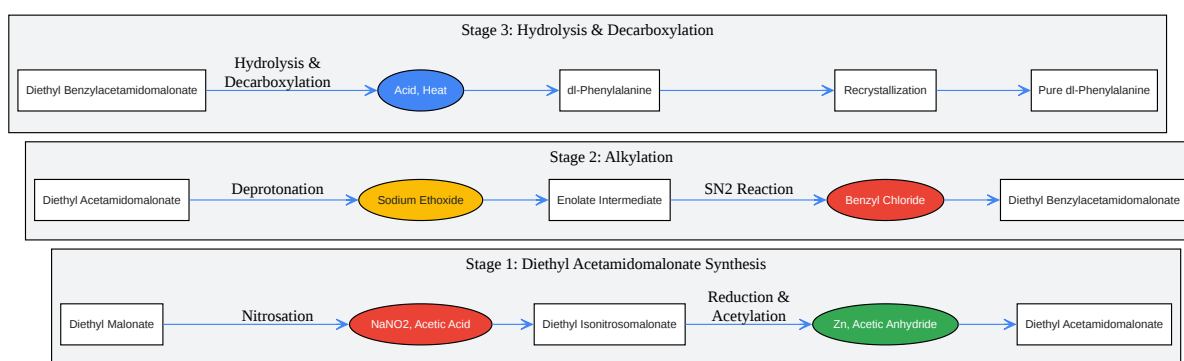 Stage 3: Hydrolysis & Decarboxylation
Diethyl Benzylacetamidomalonate
Hydrolysis &
Decarboxylation
Acid, Heat
dl-Phenylalanine
Recrystallization
Pure dl-Phenylalanine
Stage 2: Alkylation
Diethyl Acetamidomalonate
Deprotonation
Sodium Ethoxide
Enolate Intermediate
SN2 Reaction
Benzyl Chloride
Diethyl Benzylacetamidomalonate
Stage 1: Diethyl Acetamidomalonate Synthesis
Diethyl Malonate
Nitrosation
NaNO2, Acetic Acid
Diethyl Isonitrosomalonate
Reduction &
Acetylation
Zn, Acetic Anhydride
Diethyl Acetamidomalonate